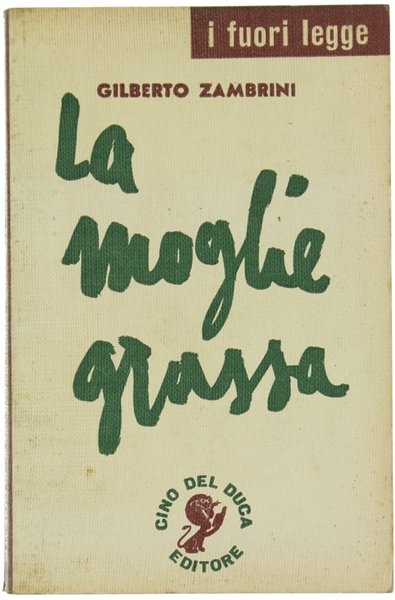 i fuori legge
GILBERTO ZAMBRINI
La
moglie
grassa
CINO DEL DUCA
EDITORE